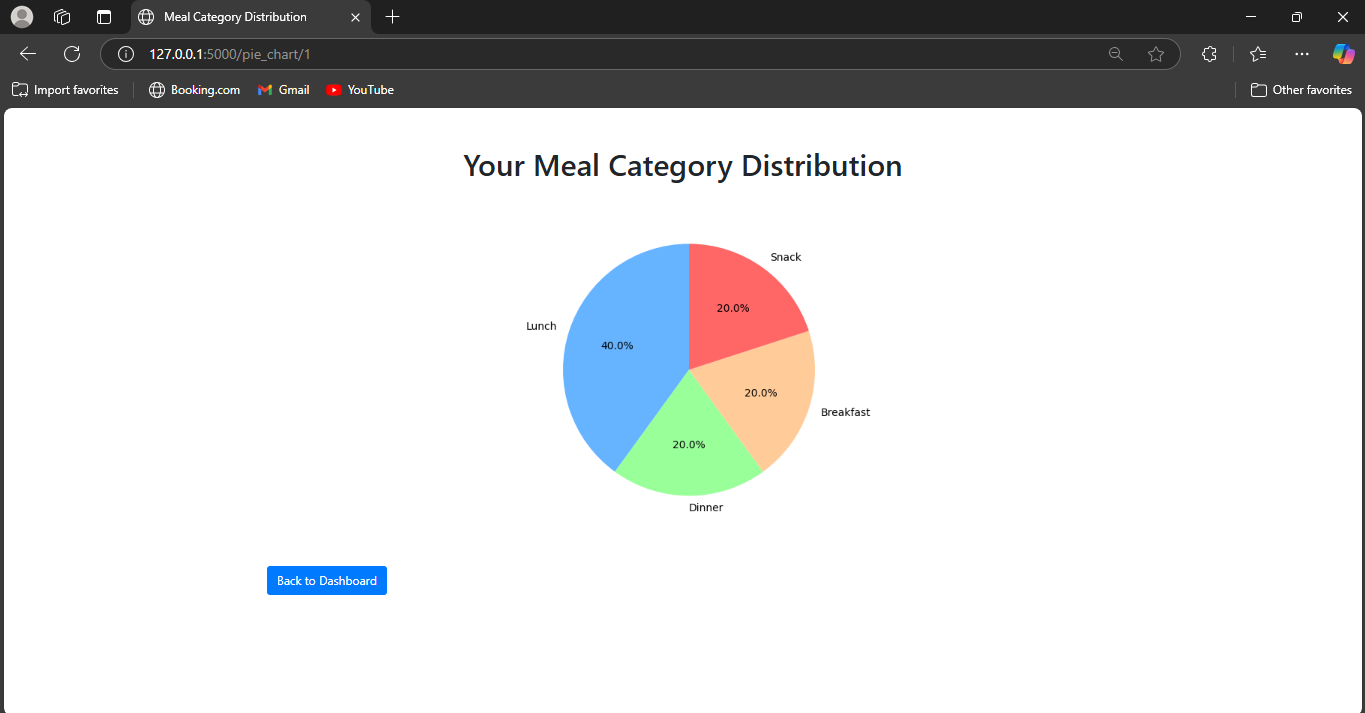 Meal Category Distribution
127.0.0.1:5000/pie_chart/1
Import favorites Booking.com Gmail YouTube Other favorites
Your Meal Category Distribution
Snack
20.0%
Lunch
40.0%
20.0%
Breakfast
20.0%
Dinner
Back to Dashboard